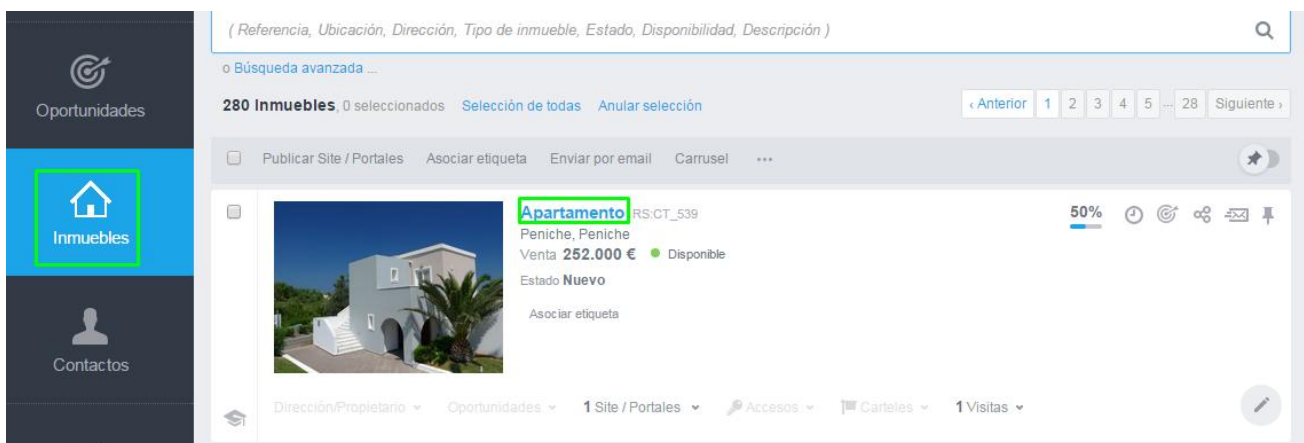 ( Referencia, Ubicación, Dirección, Tipo de inmueble, Estado, Disponibilidad, Descripción )
o Búsqueda avanzada ...
Oportunidades
280 Inmuebles, 0 seleccionados Selección de todas Anular selección ‹ Anterior 1 2 3 4 5 ... 28 Siguiente ›
Publicar Site / Portales Asociar etiqueta Enviar por email Carrusel ...
Inmuebles
Apartamento RS:CT_539 50%
Peniche, Peniche
Venta 252.000 € Disponible
Estado Nuevo
Asociar etiqueta
Contactos
Dirección/Propietario Oportunidades 1 Site / Portales Accesos Carteles 1 Visitas